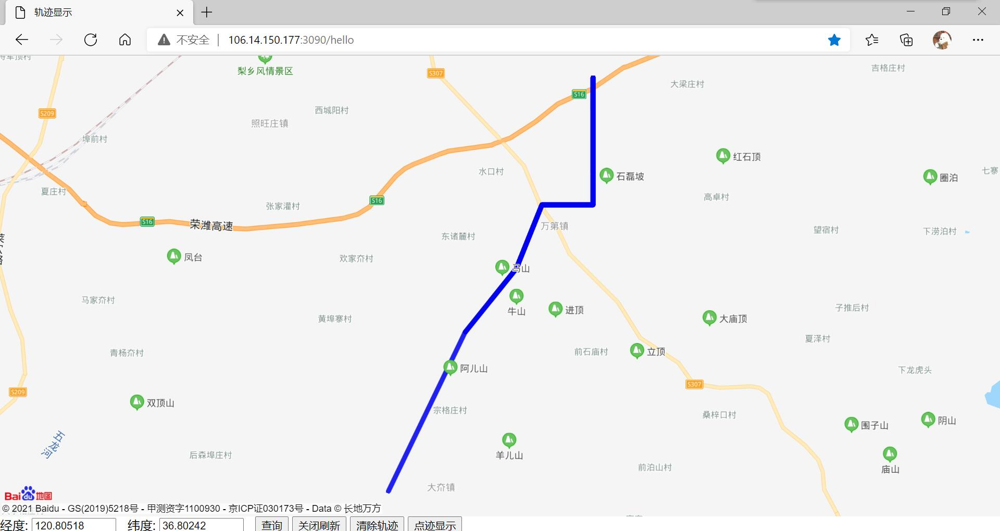 轨迹显示
不安全 106.14.150.177:3090/hello
梨乡风情景区
S307
吉格庄村
大梁庄村
S16
西城阳村
S209
照旺庄镇
埠前村
红石顶
水口村
石磊坡
七寨
圈泊
夏庄村
高卓村
S16
张家灌村
S16
荣潍高速
万第镇
望宿村
下涝泊村
东诸麓村
凤台
欢家夼村
马山
马家夼村
牛山
进顶
子推后村
黄埠寨村
大庙顶
夏泽村
青杨夼村
前石庙村
立顶
阿儿山
下龙虎头
S209
S307
双顶山
宗格庄村
桑梓口村
围子山
阴山
五龙河
后森埠庄村
羊儿山
前泊山村
庙山
大夼镇
Bai du 地图
© 2021 Baidu - GS(2019)5218号 - 甲测资字1100930 - 京ICP证030173号 - Data © 长地万方
经度: 120.80518 纬度: 36.80242 查询 关闭刷新 清除轨迹 点迹显示